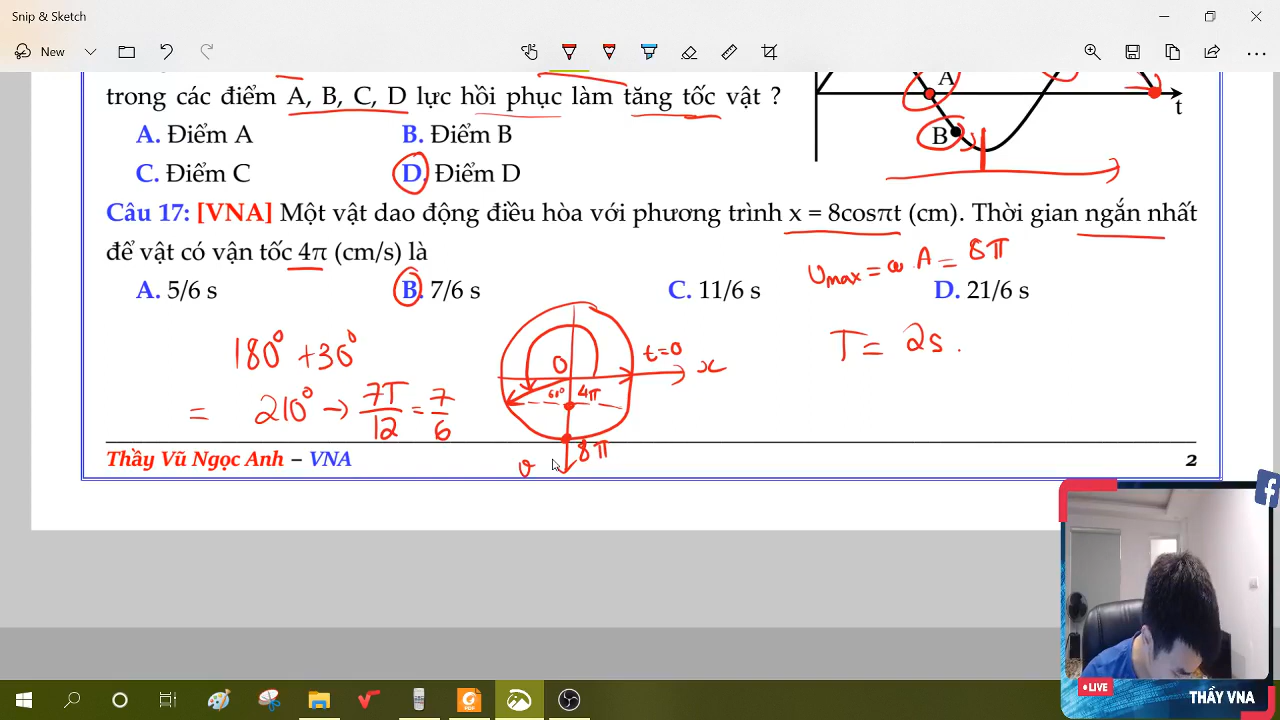 Snip & Sketch
New
trong các điểm A, B, C, D lực hồi phục làm tăng tốc vật ?
A
t
B
A. Điểm A B. Điểm B
C. Điểm C D. Điểm D
Câu 17: [VNA] Một vật dao động điều hòa với phương trình x = 8cosπt (cm). Thời gian ngắn nhất
để vật có vận tốc 4π (cm/s) là
υmax = ω.A = 8π
A. 5/6 s B. 7/6 s C. 11/6 s D. 21/6 s
180° + 30°
= 210° → 7T/12 = 7/6
O
t=0
x
60°
4π
8π
υ
T = 2s.
Thầy Vũ Ngọc Anh – VNA 2
f
LIVE
THẦY VNA